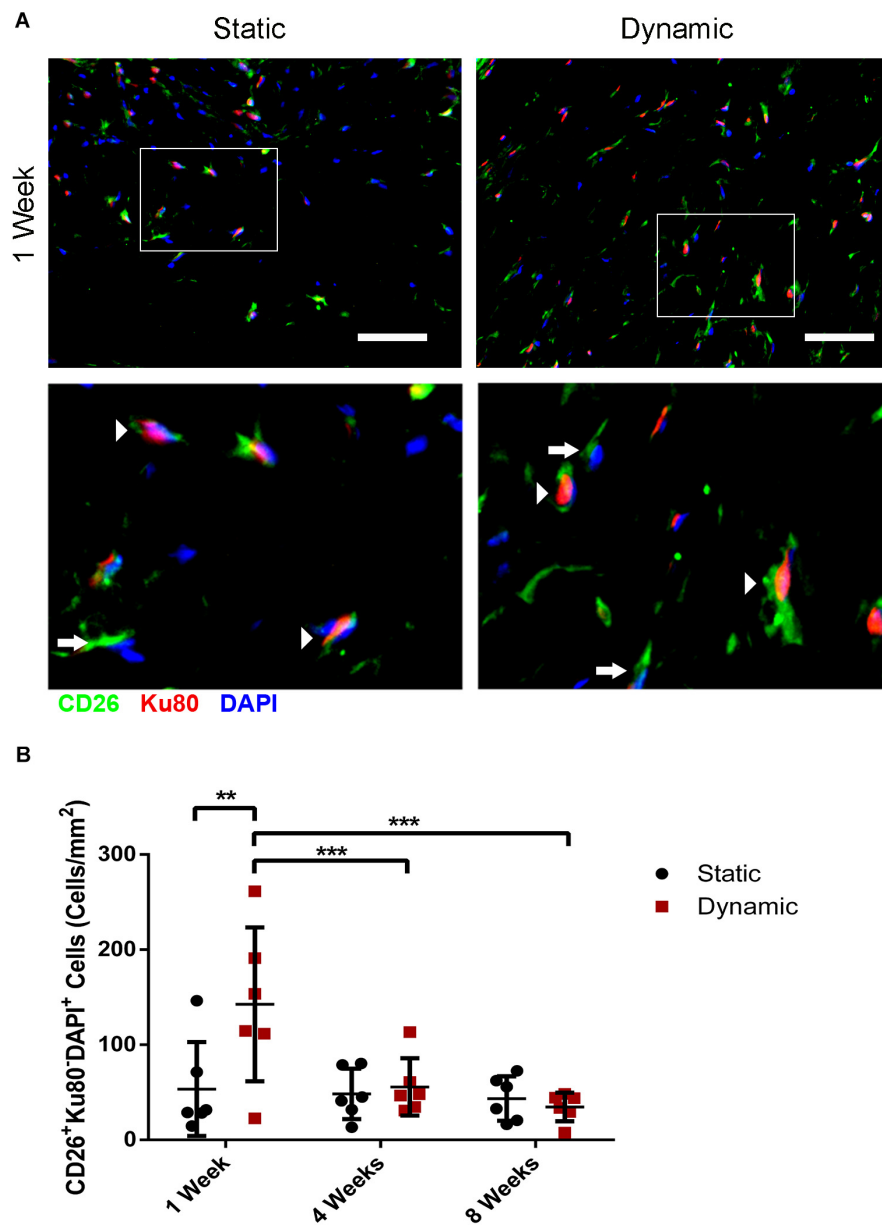 A
Static Dynamic
1 Week
CD26 Ku80 DAPI
B
CD26⁺Ku80⁻DAPI⁺ Cells (Cells/mm²)
**
***
***
300
200
100
0
1 Week 4 Weeks 8 Weeks
Static
Dynamic